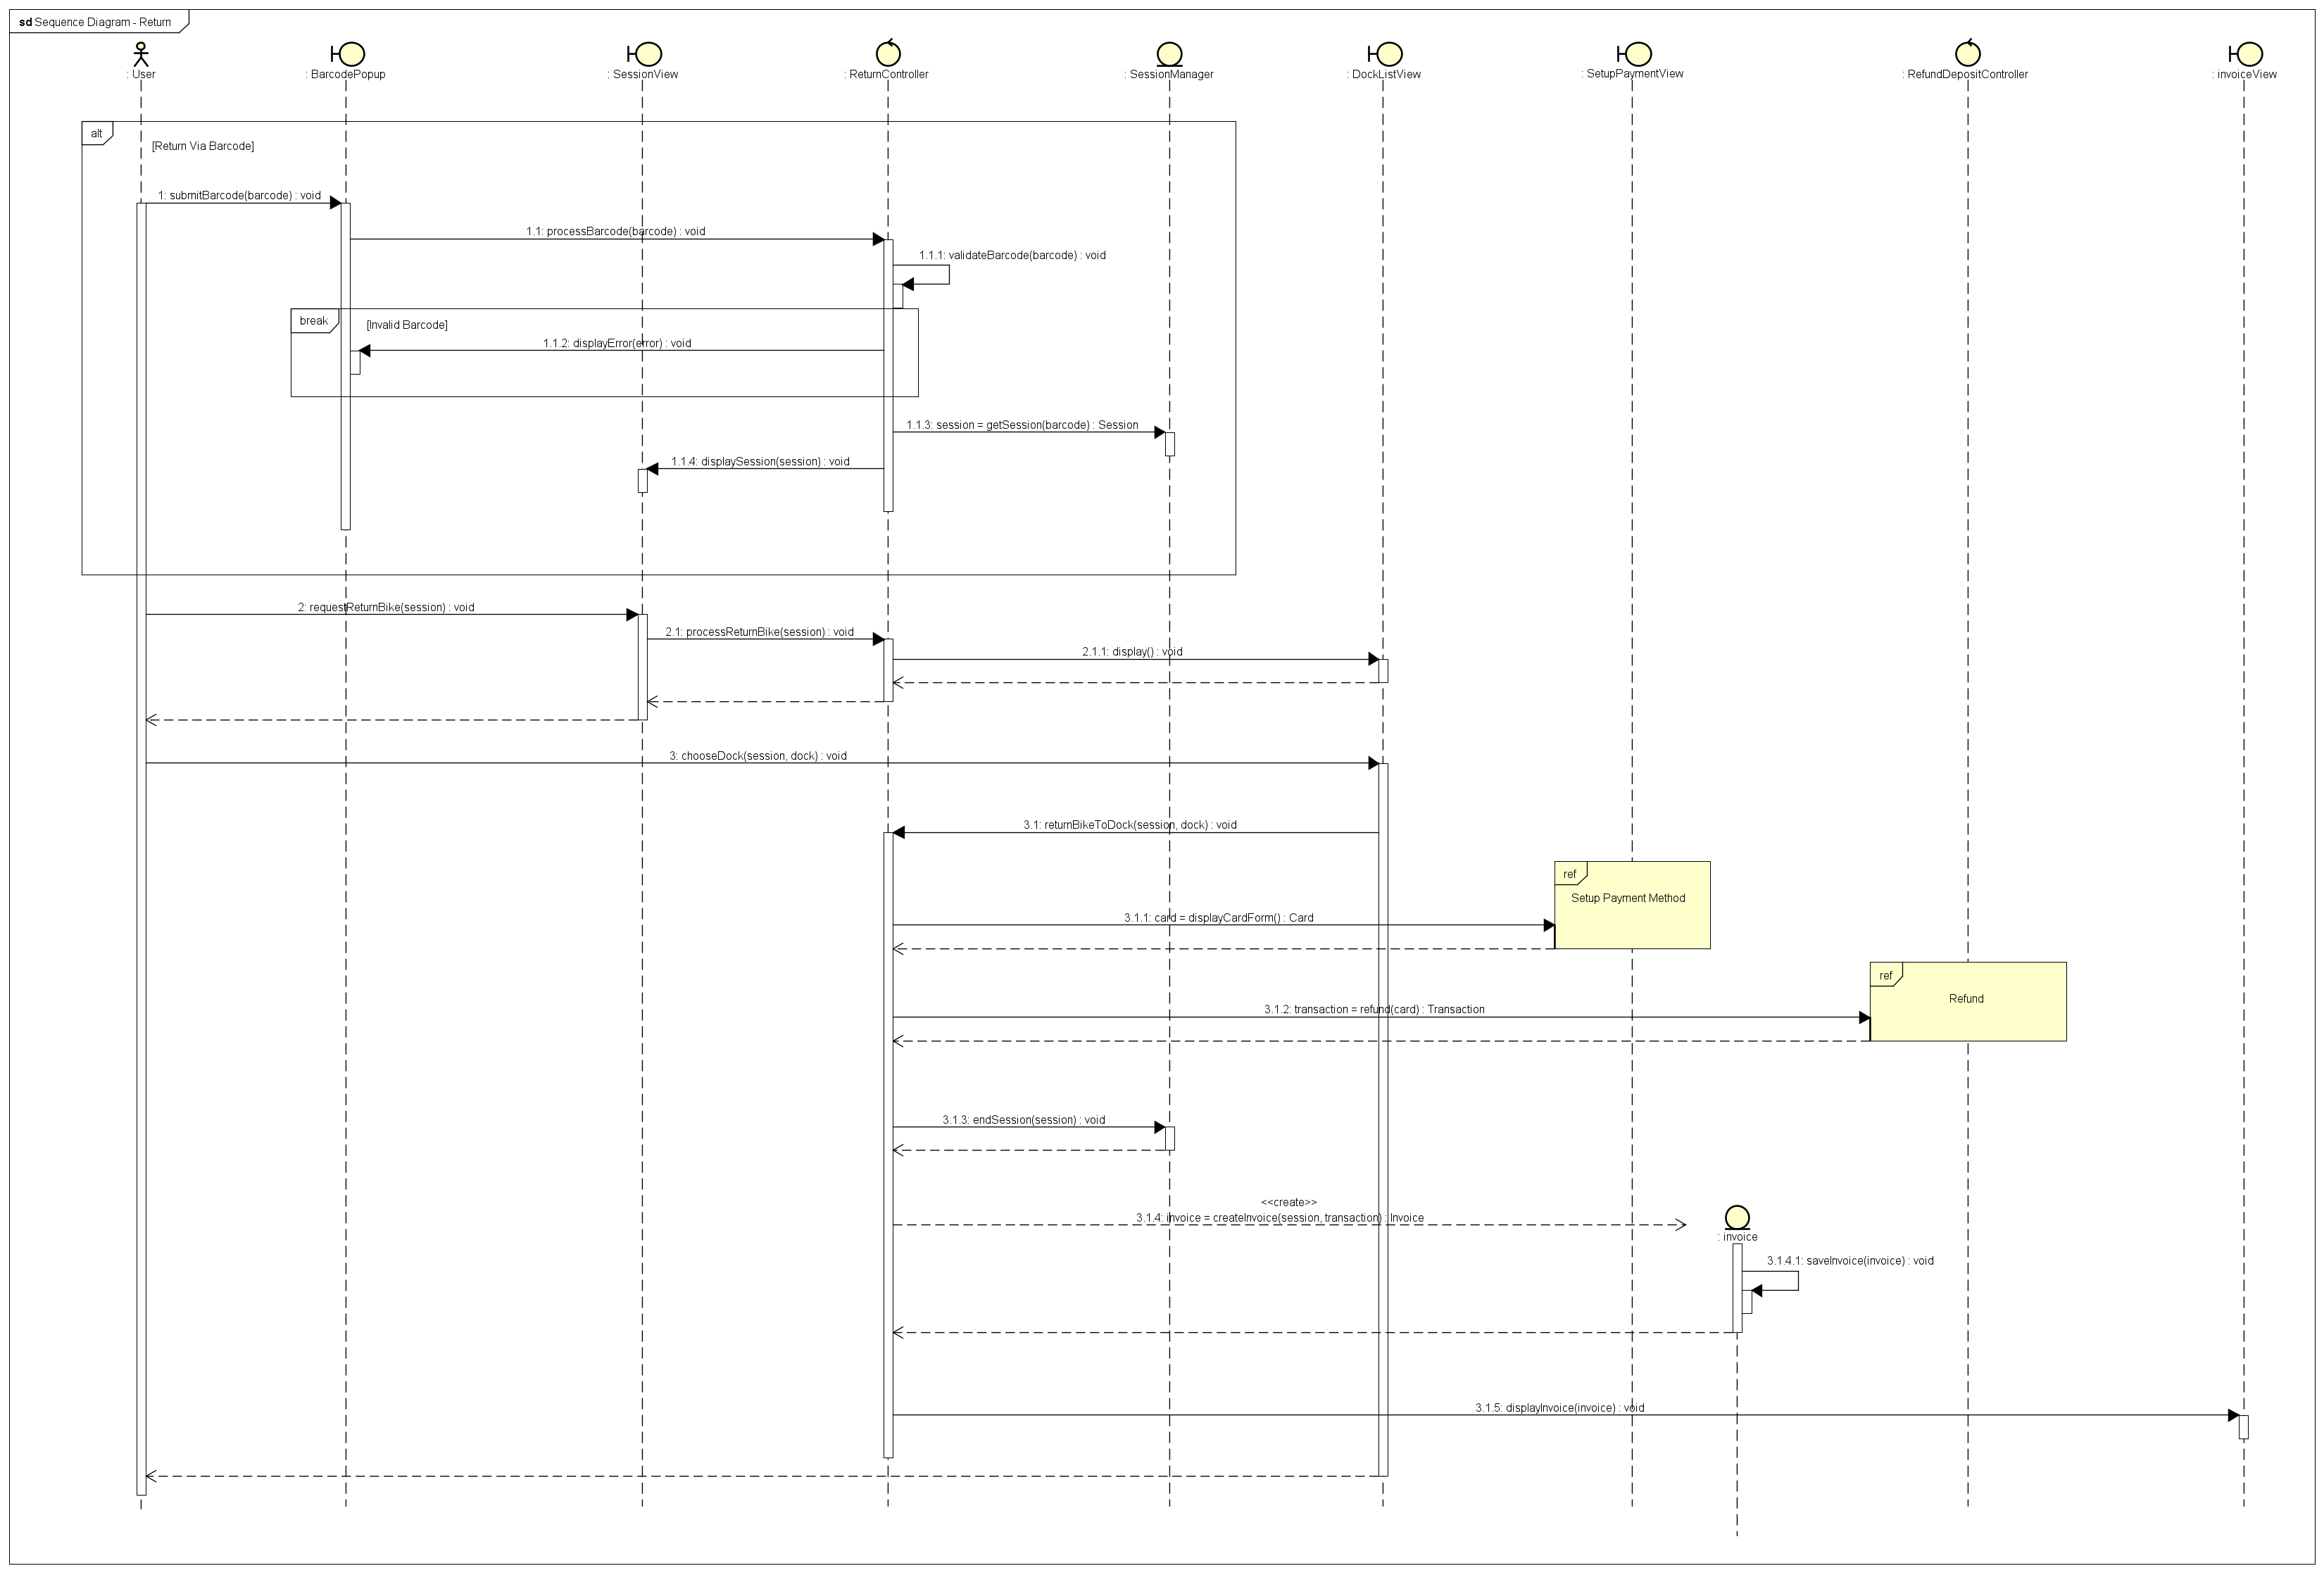 sd Sequence Diagram - Return
: User
: BarcodePopup
: SessionView
: ReturnController
: SessionManager
: DockListView
: SetupPaymentView
: RefundDepositController
: invoiceView
alt
[Return Via Barcode]
1: submitBarcode(barcode) : void
1.1: processBarcode(barcode) : void
1.1.1: validateBarcode(barcode) : void
break
[Invalid Barcode]
1.1.2: displayError(error) : void
1.1.3: session = getSession(barcode) : Session
1.1.4: displaySession(session) : void
2: requestReturnBike(session) : void
2.1: processReturnBike(session) : void
2.1.1: display() : void
3: chooseDock(session, dock) : void
3.1: returnBikeToDock(session, dock) : void
ref
Setup Payment Method
3.1.1: card = displayCardForm() : Card
ref
Refund
3.1.2: transaction = refund(card) : Transaction
3.1.3: endSession(session) : void
<<create>>
3.1.4: invoice = createInvoice(session, transaction) : Invoice
: invoice
3.1.4.1: saveInvoice(invoice) : void
3.1.5: displayInvoice(invoice) : void